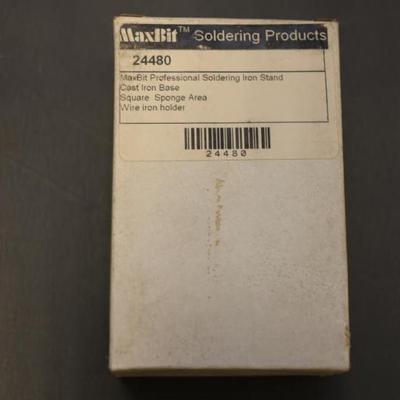 MaxBit™ Soldering Products
24480
MaxBit Professional Soldering Iron Stand
Cast Iron Base
Square Sponge Area
Wire iron holder
24480